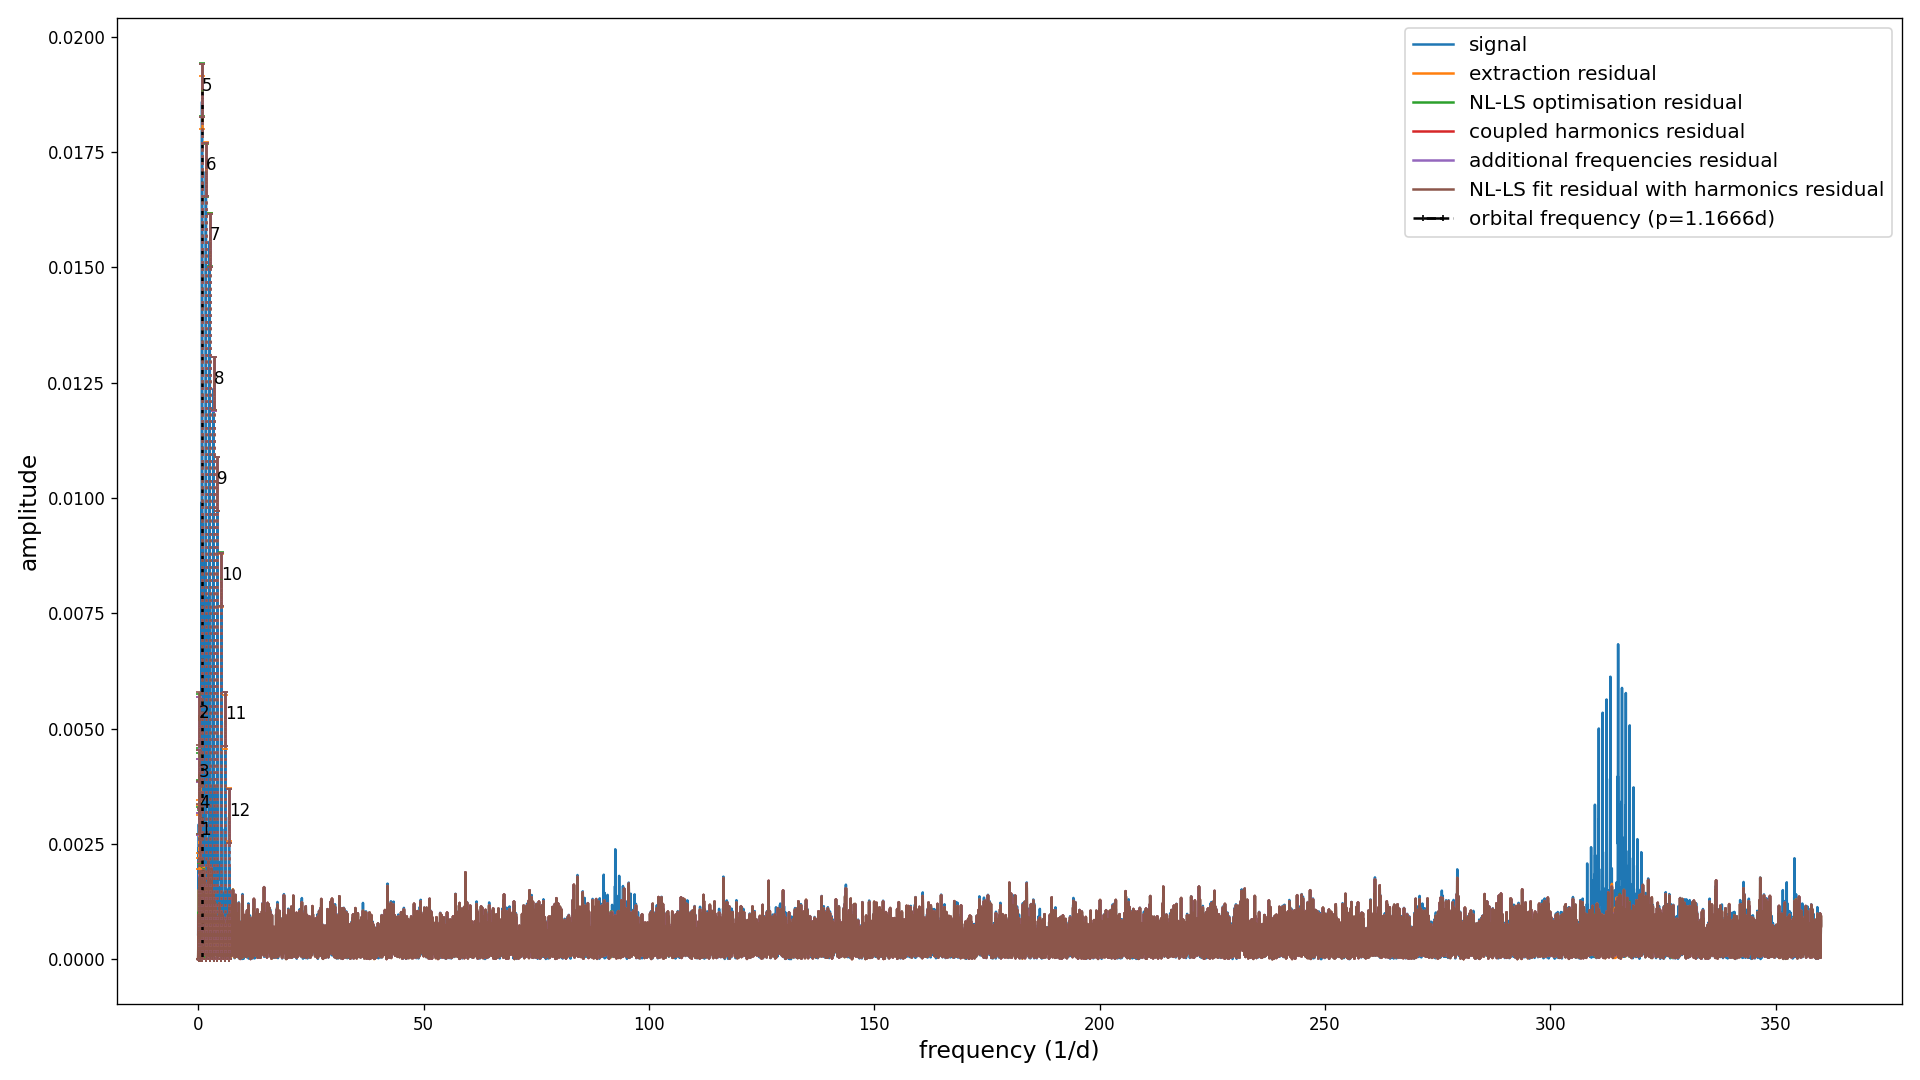 0.0200
0.0175
0.0150
0.0125
0.0100
0.0075
0.0050
0.0025
0.0000
amplitude
5
6
7
8
9
10
11
2
3
4
12
1
signal
extraction residual
NL-LS optimisation residual
coupled harmonics residual
additional frequencies residual
NL-LS fit residual with harmonics residual
orbital frequency (p=1.1666d)
0 50 100 150 200 250 300 350
frequency (1/d)